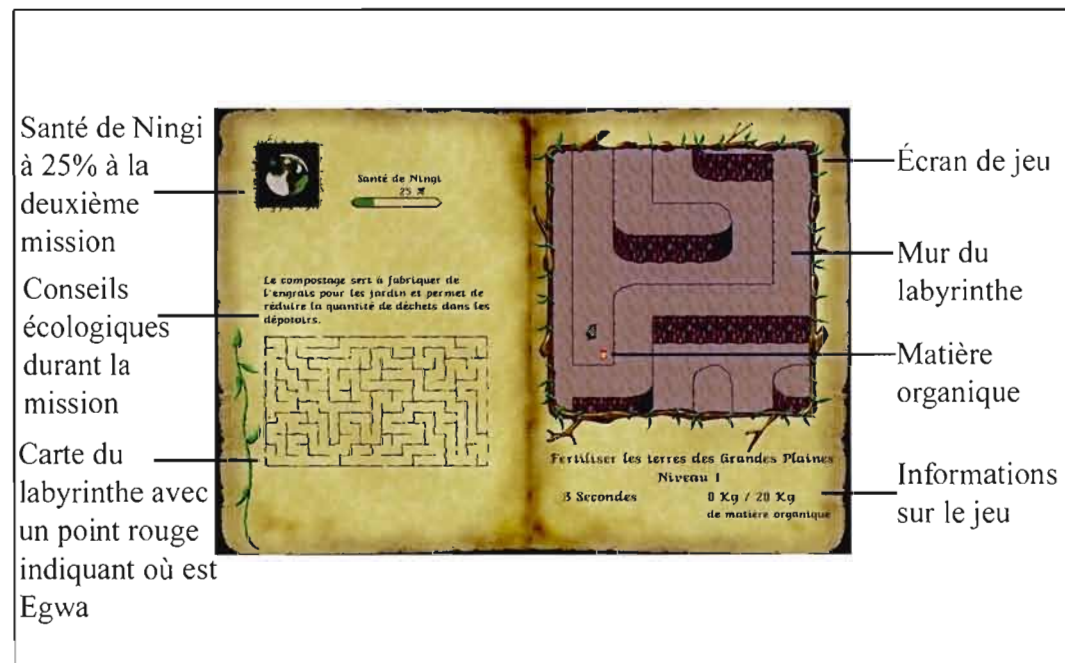 Santé de Ningi
à 25% à la
deuxième
mission
Conseils
écologiques
durant la
mission
Carte du
labyrinthe avec
un point rouge
indiquant où est
Egwa
Santé de Ningi
25 %
Le compostage sert à fabriquer de
l'engrais pour les jardin et permet de
réduire la quantité de déchets dans les
dépotoirs.
Fertiliser les terres des Grandes Plaines
Niveau 1
3 Secondes
0 Kg / 20 Kg
de matière organique
Écran de jeu
Mur du
labyrinthe
Matière
organique
Informations
sur le jeu